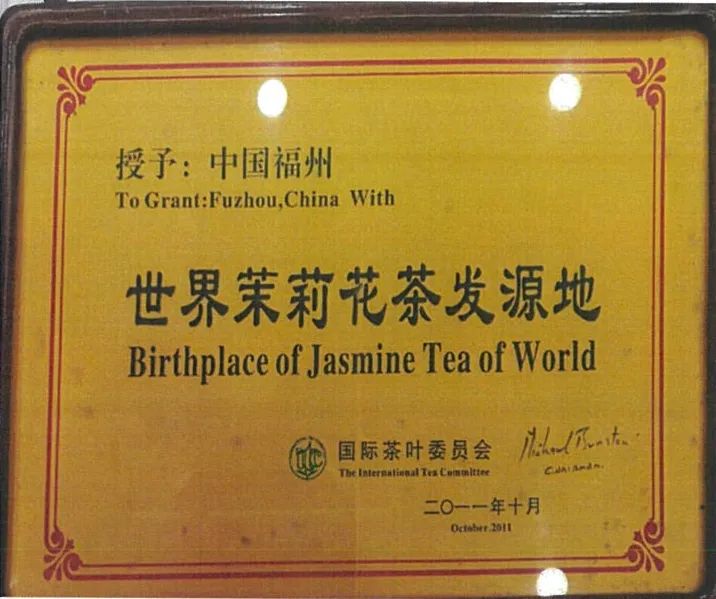 授予：中国福州
To Grant:Fuzhou,China With
世界茉莉花茶发源地
Birthplace of Jasmine Tea of World
国际茶叶委员会
The International Tea Committee
Michael Bunston
Chairman.
二〇一一年十月
October.2011